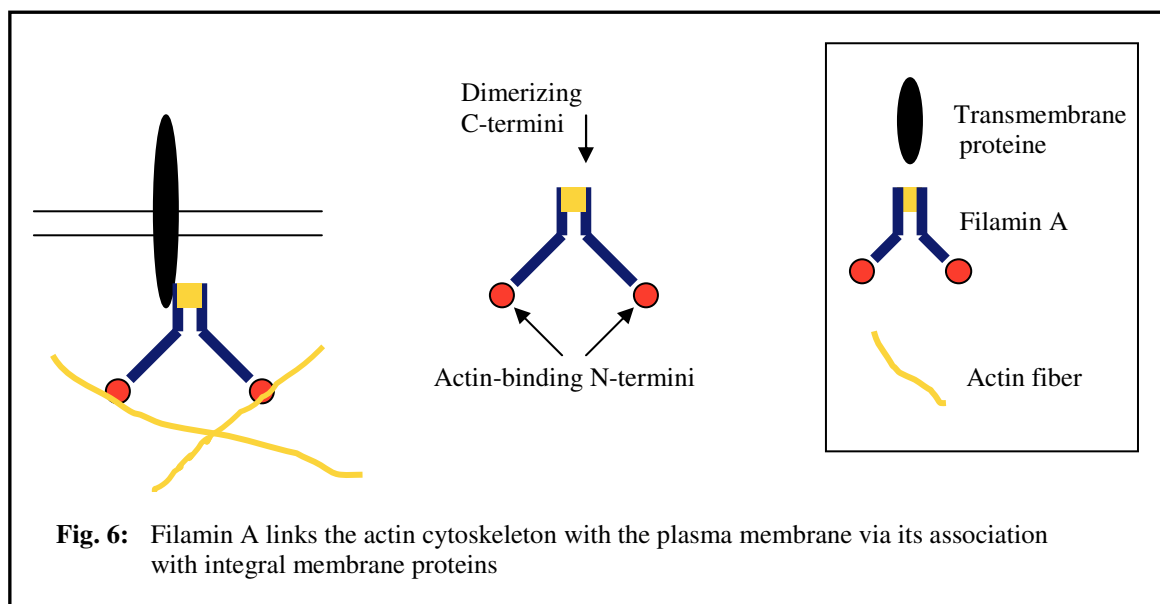 Dimerizing
C-termini
Actin-binding N-termini
Transmembrane
proteine
Filamin A
Actin fiber
Fig. 6: Filamin A links the actin cytoskeleton with the plasma membrane via its association
with integral membrane proteins